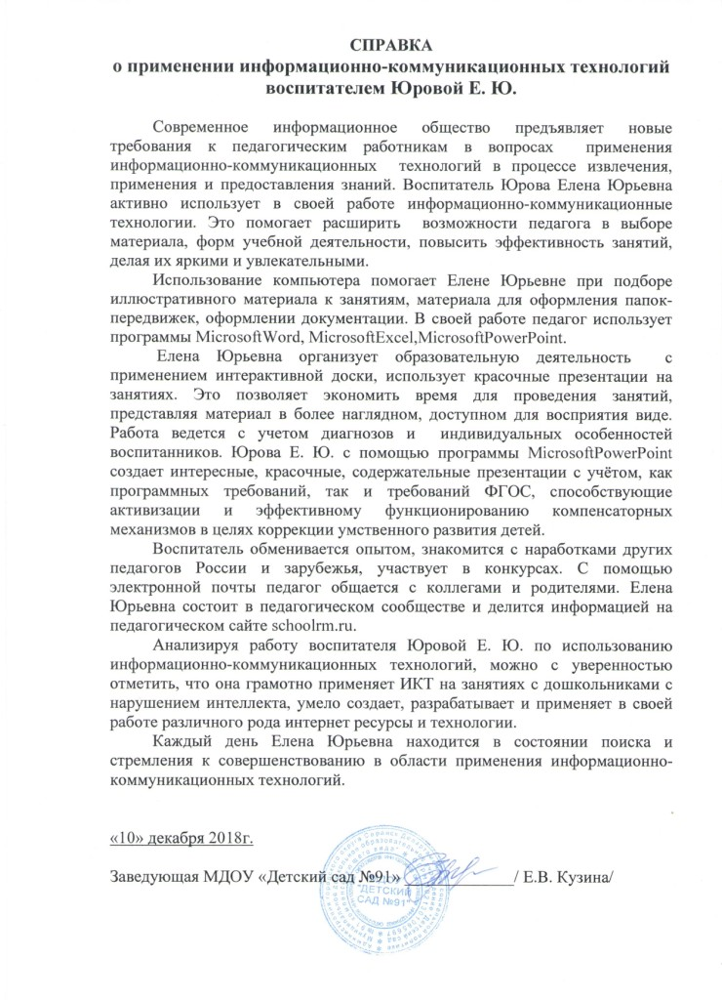 СПРАВКА
о применении информационно-коммуникационных технологий
воспитателем Юровой Е. Ю.
Современное информационное общество предъявляет новые
требования к педагогическим работникам в вопросах применения
информационно-коммуникационных технологий в процессе извлечения,
применения и предоставления знаний. Воспитатель Юрова Елена Юрьевна
активно использует в своей работе информационно-коммуникационные
технологии. Это помогает расширить возможности педагога в выборе
материала, форм учебной деятельности, повысить эффективность занятий,
делая их яркими и увлекательными.
Использование компьютера помогает Елене Юрьевне при подборе
иллюстративного материала к занятиям, материала для оформления папок-
передвижек, оформлении документации. В своей работе педагог использует
программы MicrosoftWord, MicrosoftExcel,MicrosoftPowerPoint.
Елена Юрьевна организует образовательную деятельность с
применением интерактивной доски, использует красочные презентации на
занятиях. Это позволяет экономить время для проведения занятий,
представляя материал в более наглядном, доступном для восприятия виде.
Работа ведется с учетом диагнозов и индивидуальных особенностей
воспитанников. Юрова Е. Ю. с помощью программы MicrosoftPowerPoint
создает интересные, красочные, содержательные презентации с учётом, как
программных требований, так и требований ФГОС, способствующие
активизации и эффективному функционированию компенсаторных
механизмов в целях коррекции умственного развития детей.
Воспитатель обменивается опытом, знакомится с наработками других
педагогов России и зарубежья, участвует в конкурсах. С помощью
электронной почты педагог общается с коллегами и родителями. Елена
Юрьевна состоит в педагогическом сообществе и делится информацией на
педагогическом сайте schoolrm.ru.
Анализируя работу воспитателя Юровой Е. Ю. по использованию
информационно-коммуникационных технологий, можно с уверенностью
отметить, что она грамотно применяет ИКТ на занятиях с дошкольниками с
нарушением интеллекта, умело создает, разрабатывает и применяет в своей
работе различного рода интернет ресурсы и технологии.
Каждый день Елена Юрьевна находится в состоянии поиска и
стремления к совершенствованию в области применения информационно-
коммуникационных технологий.
«10» декабря 2018г.
Заведующая МДОУ «Детский сад №91» ______________/ Е.В. Кузина/
"ДЕТСКИЙ
САД №91"